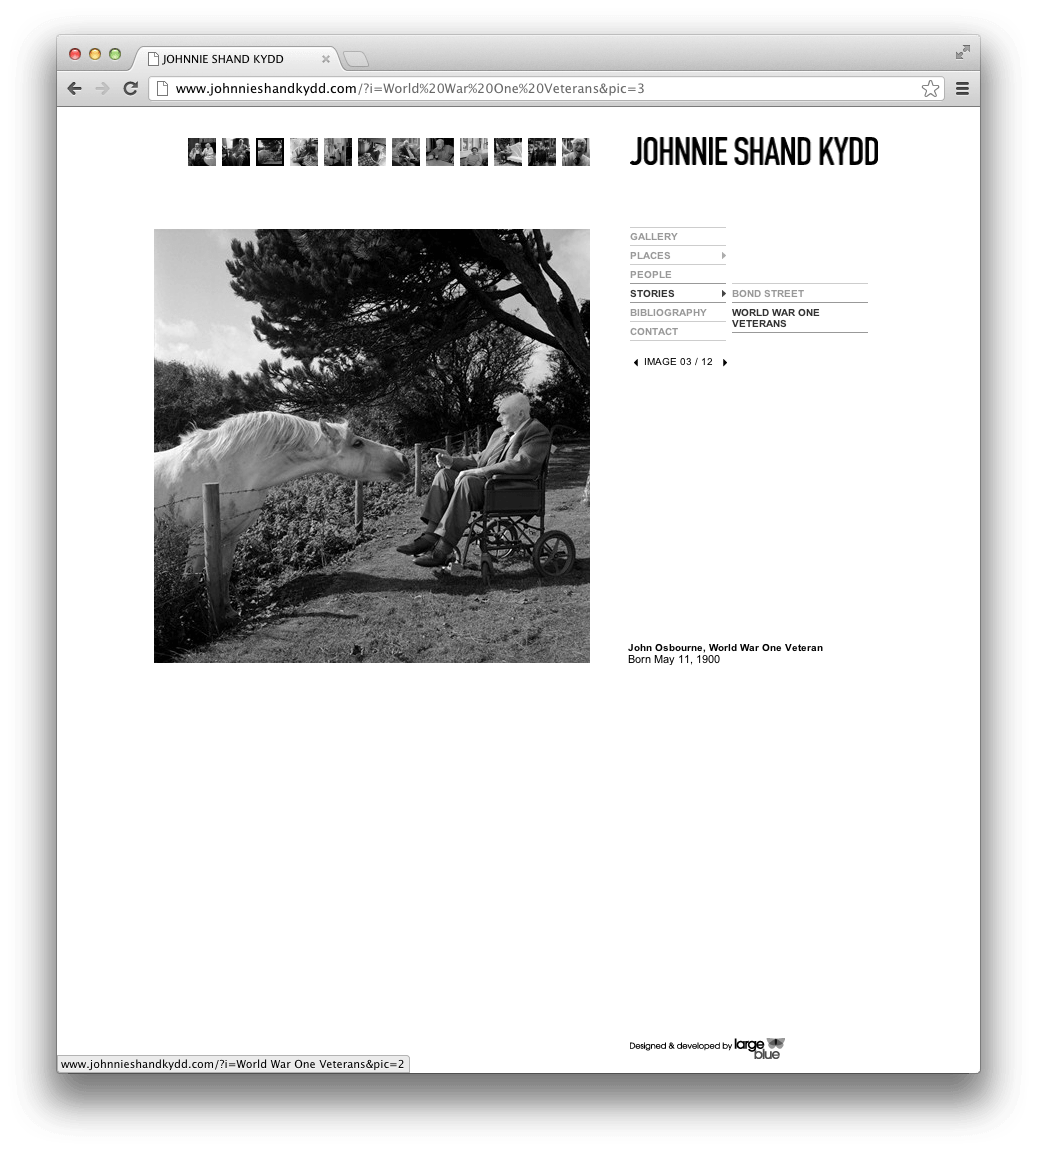 JOHNNIE SHAND KYDD
www.johnnieshandkydd.com/?i=World%20War%20One%20Veterans&pic=3
JOHNNIE SHAND KYDD
GALLERY
PLACES
PEOPLE
STORIES
BOND STREET
BIBLIOGRAPHY
WORLD WAR ONE
VETERANS
CONTACT
IMAGE 03 / 12
John Osbourne, World War One Veteran
Born May 11, 1900
Designed & developed by large blue
www.johnnieshandkydd.com/?i=World War One Veterans&pic=2